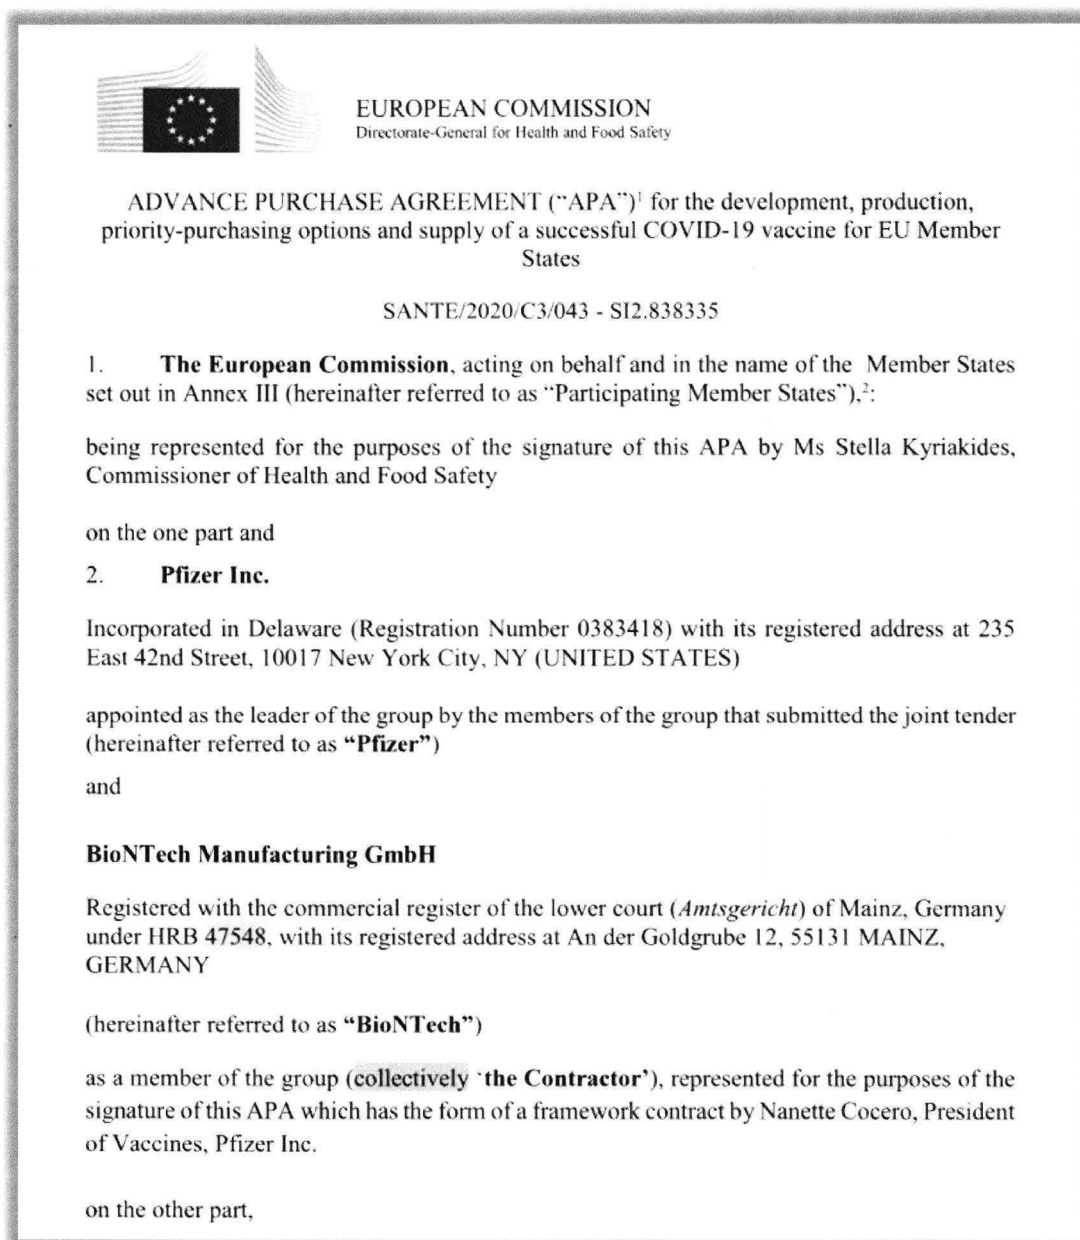 EUROPEAN COMMISSION
Directorate-General for Health and Food Safety
ADVANCE PURCHASE AGREEMENT (“APA”)¹ for the development, production,
priority-purchasing options and supply of a successful COVID-19 vaccine for EU Member
States
SANTE/2020/C3/043 - SI2.838335
1. The European Commission, acting on behalf and in the name of the Member States
set out in Annex III (hereinafter referred to as “Participating Member States”),²:
being represented for the purposes of the signature of this APA by Ms Stella Kyriakides,
Commissioner of Health and Food Safety
on the one part and
2. Pfizer Inc.
Incorporated in Delaware (Registration Number 0383418) with its registered address at 235
East 42nd Street, 10017 New York City, NY (UNITED STATES)
appointed as the leader of the group by the members of the group that submitted the joint tender
(hereinafter referred to as “Pfizer”)
and
BioNTech Manufacturing GmbH
Registered with the commercial register of the lower court (Amtsgericht) of Mainz, Germany
under HRB 47548, with its registered address at An der Goldgrube 12, 55131 MAINZ,
GERMANY
(hereinafter referred to as “BioNTech”)
as a member of the group (collectively ‘the Contractor’), represented for the purposes of the
signature of this APA which has the form of a framework contract by Nanette Cocero, President
of Vaccines, Pfizer Inc.
on the other part,